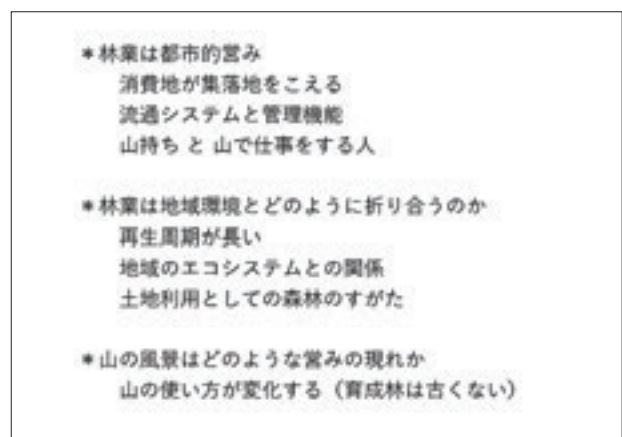 *林業は都市的営み
消費地が集落地をこえる
流通システムと管理機能
山持ち と 山で仕事をする人
*林業は地域環境とどのように折り合うのか
再生周期が長い
地域のエコシステムとの関係
土地利用としての森林のすがた
*山の風景はどのような営みの現れか
山の使い方が変化する（育成林は古くない）